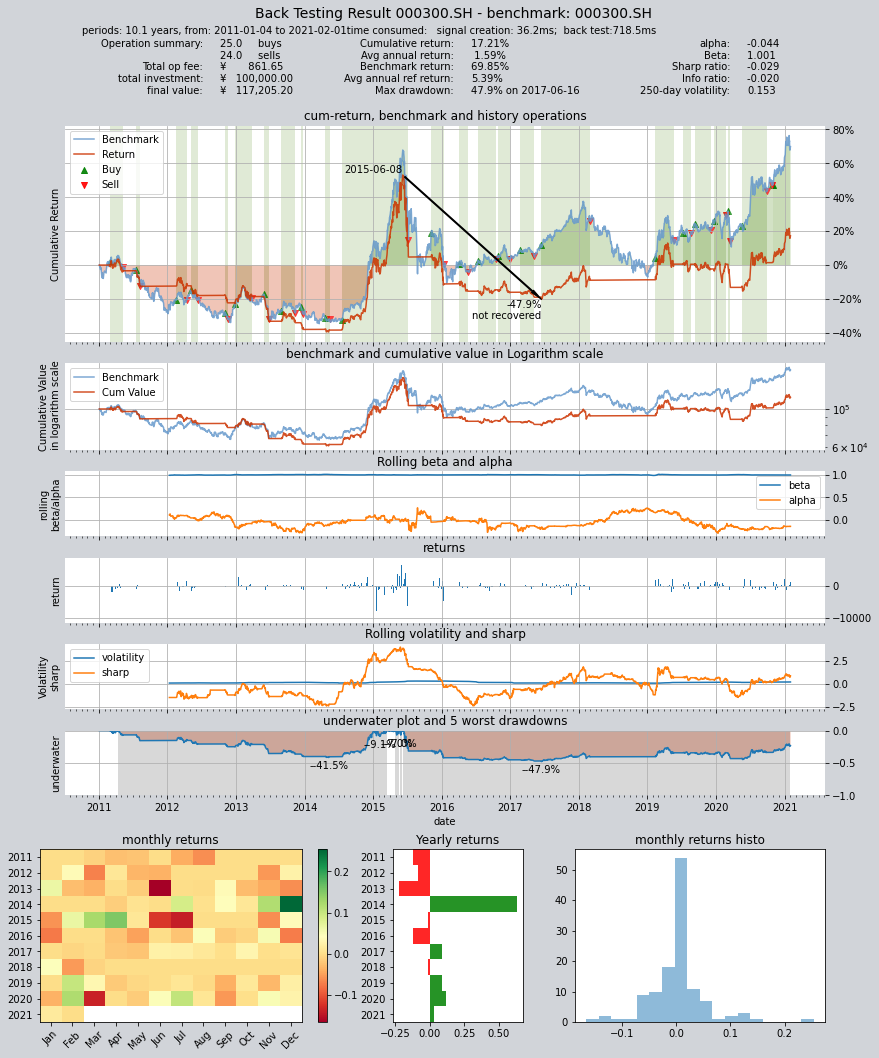 Back Testing Result 000300.SH - benchmark: 000300.SH
periods: 10.1 years, from: 2011-01-04 to 2021-02-01time consumed: signal creation: 36.2ms; back test:718.5ms
Operation summary: 25.0 buys Cumulative return: 17.21% alpha: -0.044
24.0 sells Avg annual return: 1.59% Beta: 1.001
Total op fee: ¥ 861.65 Benchmark return: 69.85% Sharp ratio: -0.029
total investment: ¥ 100,000.00 Avg annual ref return: 5.39% Info ratio: -0.020
final value: ¥ 117,205.20 Max drawdown: 47.9% on 2017-06-16 250-day volatility: 0.153
cum-return, benchmark and history operations
Cumulative Return
Benchmark
Return
Buy
Sell
2015-06-08
-47.9%
not recovered
80%
60%
40%
20%
0%
−20%
−40%
benchmark and cumulative value in Logarithm scale
Cumulative Value
in logarithm scale
Benchmark
Cum Value
10⁵
6 × 10⁴
Rolling beta and alpha
rolling
beta/alpha
beta
alpha
1.0
0.5
0.0
returns
return
0
−10000
Rolling volatility and sharp
Volatility
sharp
volatility
sharp
2.5
0.0
−2.5
underwater plot and 5 worst drawdowns
underwater
−41.5%
−9.1%
−47.9%
0.0
−0.5
−1.0
2011 2012 2013 2014 2015 2016 2017 2018 2019 2020 2021
date
monthly returns
2011
2012
2013
2014
2015
2016
2017
2018
2019
2020
2021
Jan Feb Mar Apr May Jun Jul Aug Sep Oct Nov Dec
0.2
0.1
0.0
−0.1
Yearly returns
2011
2012
2013
2014
2015
2016
2017
2018
2019
2020
2021
−0.25 0.00 0.25 0.50
monthly returns histo
50
40
30
20
10
0
−0.1 0.0 0.1 0.2